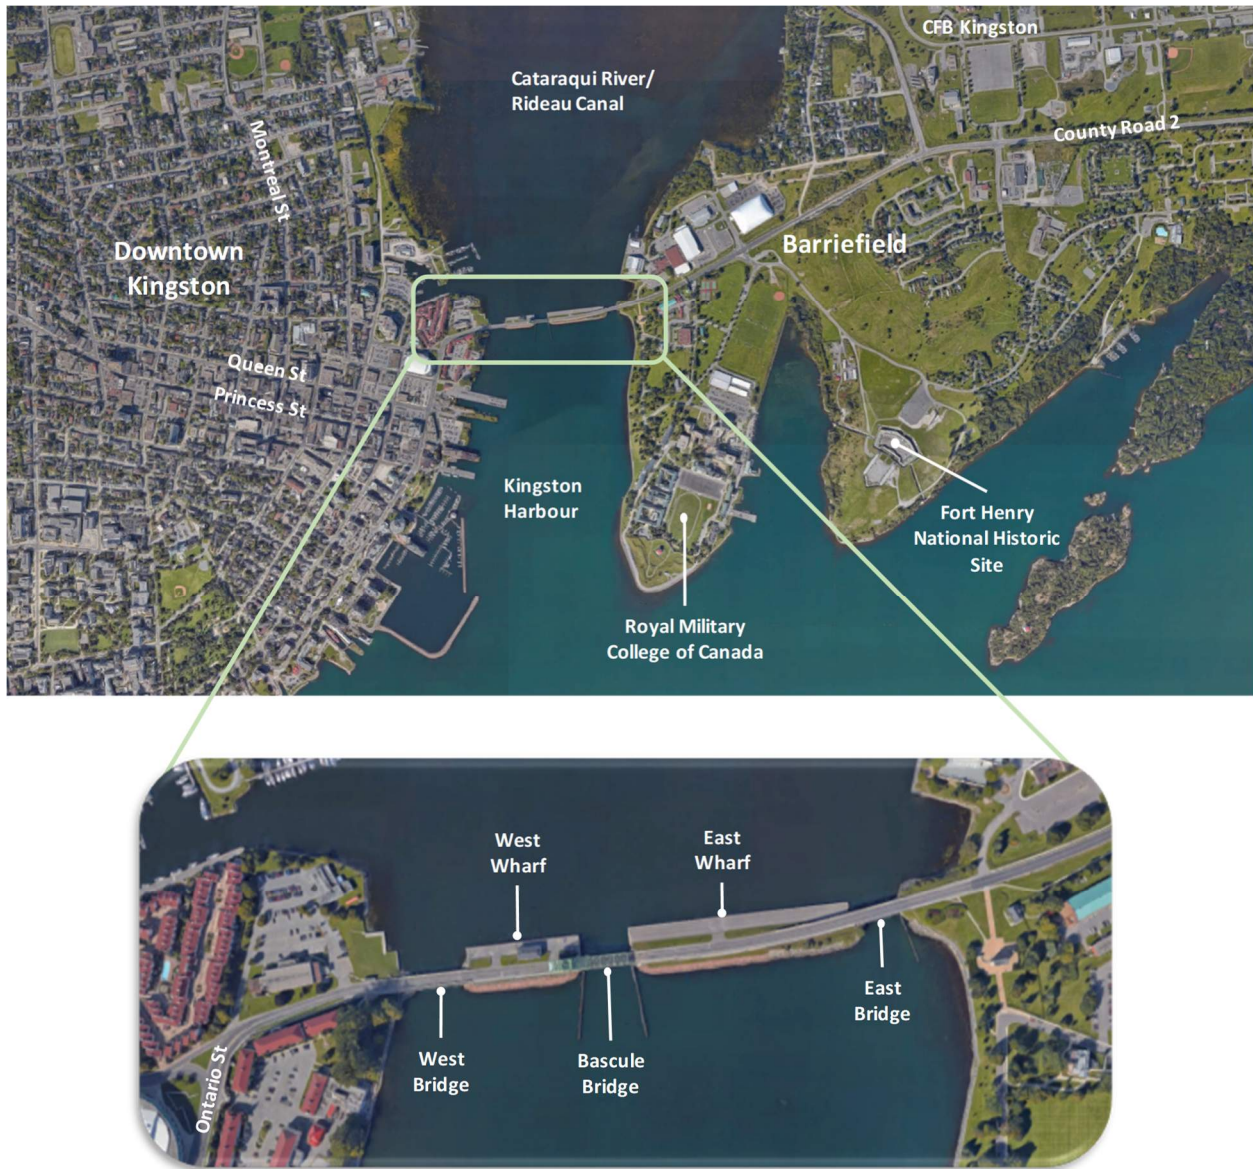 CFB Kingston
Cataraqui River/
Rideau Canal
County Road 2
Montreal St
Downtown
Kingston
Barriefield
Queen St
Princess St
Kingston
Harbour
Fort Henry
National Historic
Site
Royal Military
College of Canada
West
Wharf
East
Wharf
West
Bridge
Bascule
Bridge
East
Bridge
Ontario St